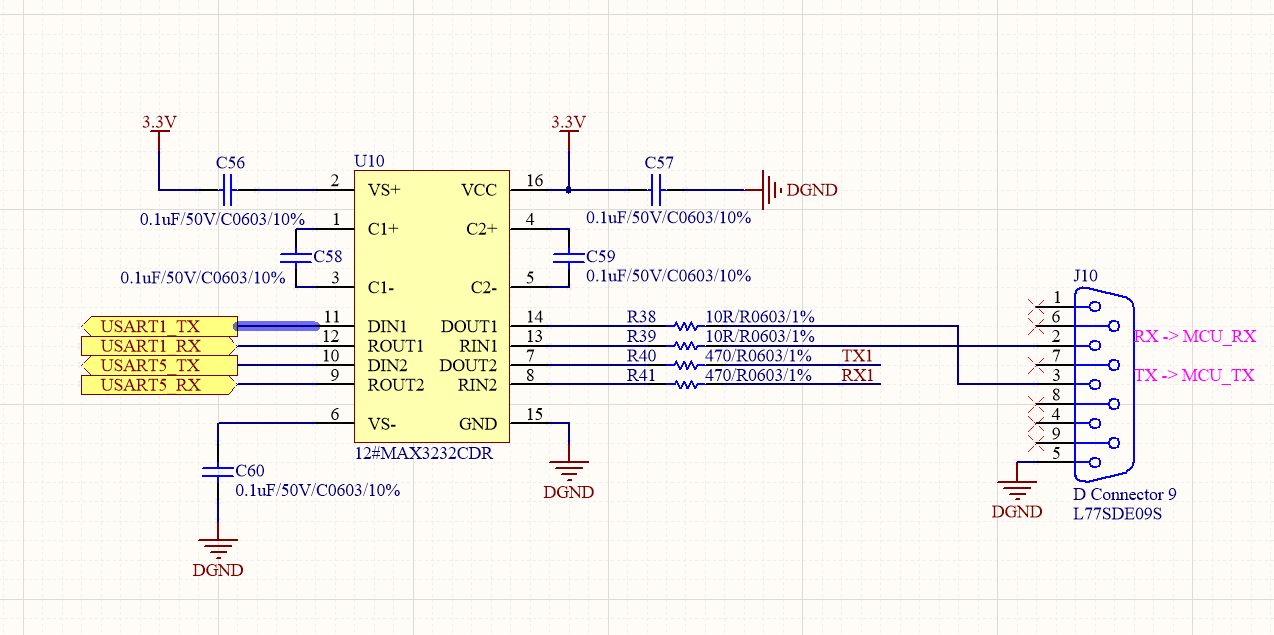 3.3V
3.3V
C56
U10
C57
2
VS+
VCC
16
DGND
0.1uF/50V/C0603/10%
0.1uF/50V/C0603/10%
1
C1+
C2+
4
C58
C59
0.1uF/50V/C0603/10%
0.1uF/50V/C0603/10%
3
C1-
C2-
5
J10
USART1_TX
11
DIN1
DOUT1
14
R38
10R/R0603/1%
USART1_RX
12
ROUT1
RIN1
13
R39
10R/R0603/1%
USART5_TX
10
DIN2
DOUT2
7
R40
470/R0603/1%
TX1
USART5_RX
9
ROUT2
RIN2
8
R41
470/R0603/1%
RX1
1
6
2
RX -> MCU_RX
7
3
TX -> MCU_TX
8
4
9
5
6
VS-
GND
15
12#MAX3232CDR
C60
0.1uF/50V/C0603/10%
DGND
DGND
DGND
D Connector 9
L77SDE09S